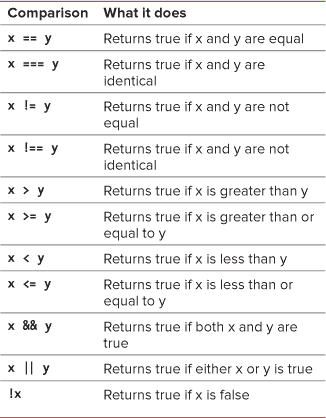 Comparison What it does
x == y Returns true if x and y are equal
x === y Returns true if x and y are
identical
x != y Returns true if x and y are not
equal
x !== y Returns true if x and y are not
identical
x > y Returns true if x is greater than y
x >= y Returns true if x is greater than or
equal to y
x < y Returns true if x is less than y
x <= y Returns true if x is less than or
equal to y
x && y Returns true if both x and y are
true
x || y Returns true if either x or y is true
!x Returns true if x is false